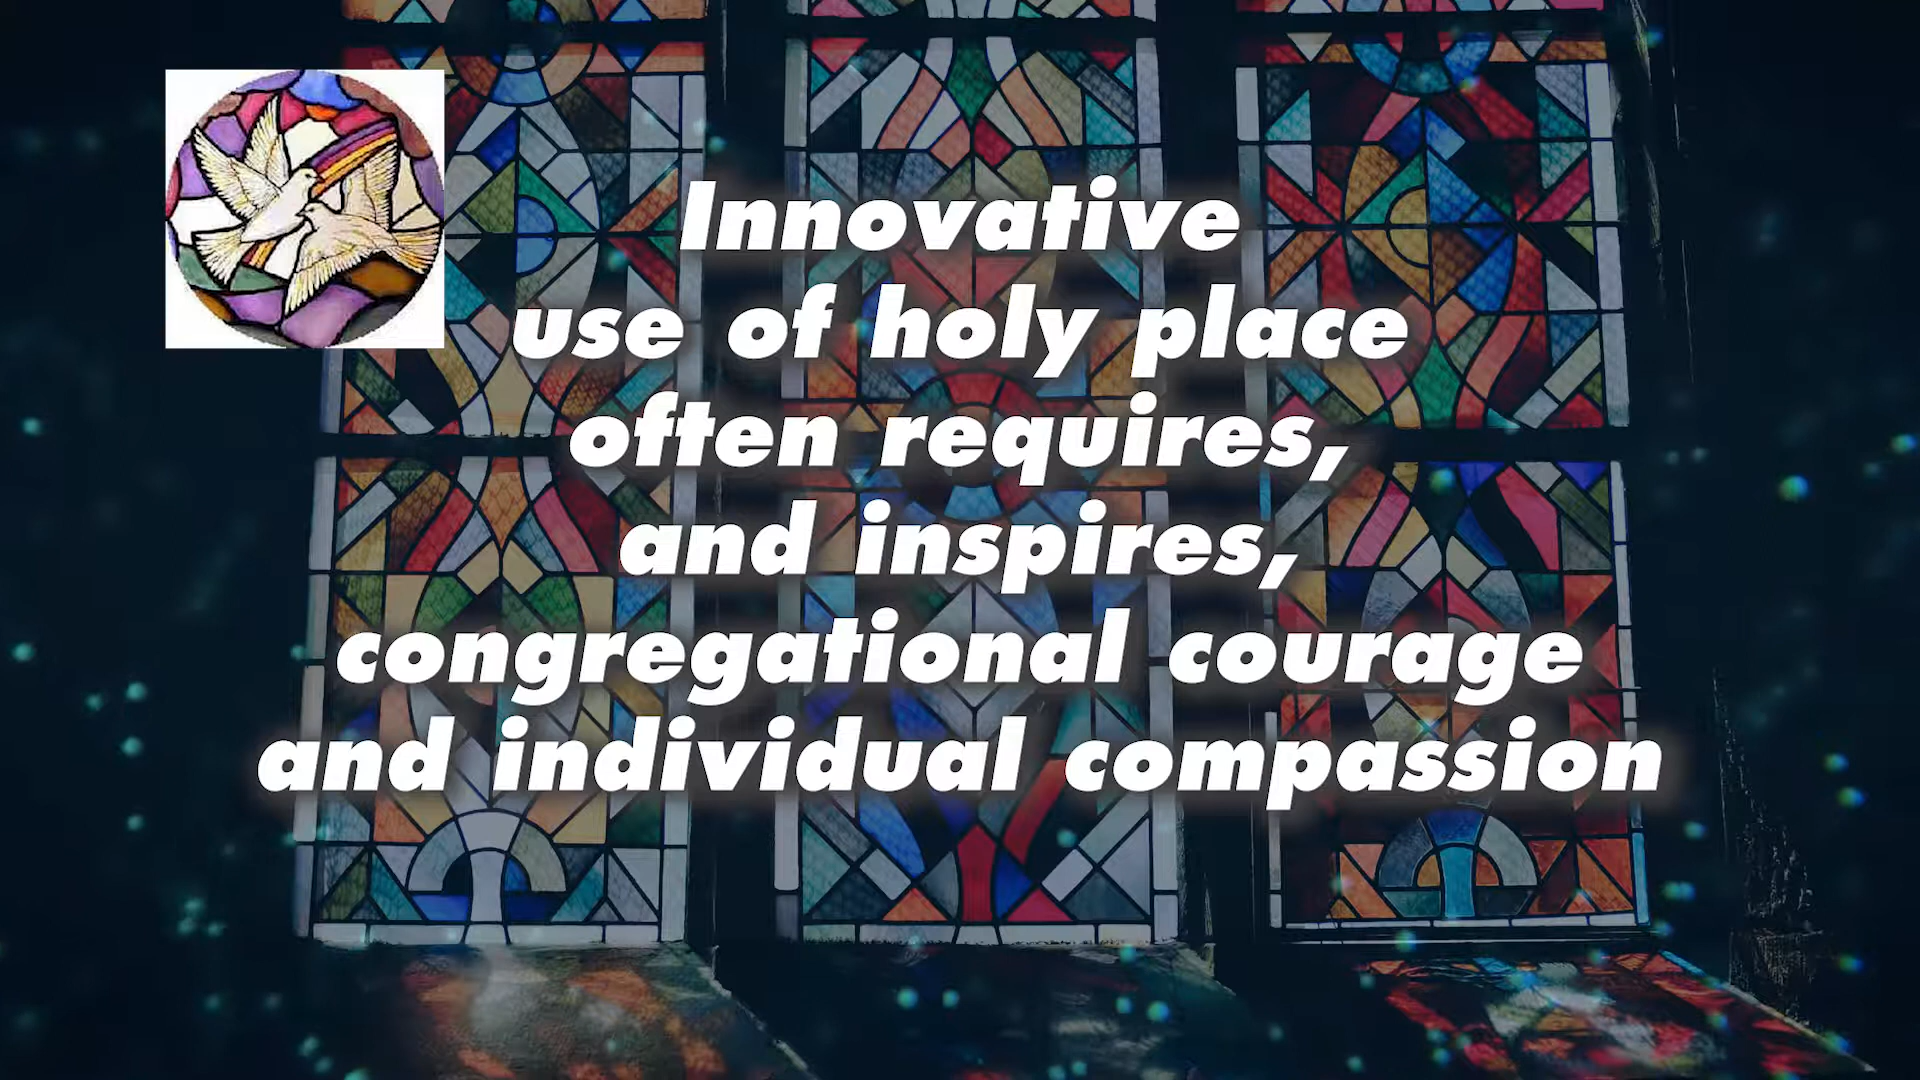 Innovative
use of holy place
often requires,
and inspires,
congregational courage
and individual compassion